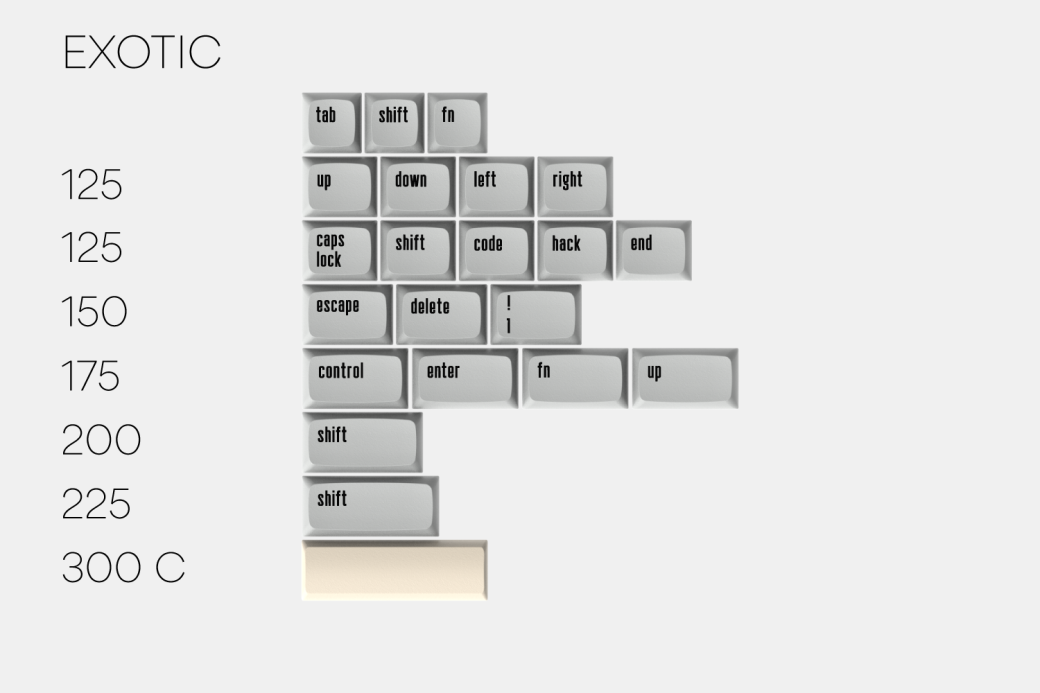 EXOTIC
tab shift fn
125 up down left right
125 caps lock shift code hack end
150 escape delete ! 1
175 control enter fn up
200 shift
225 shift
300 C